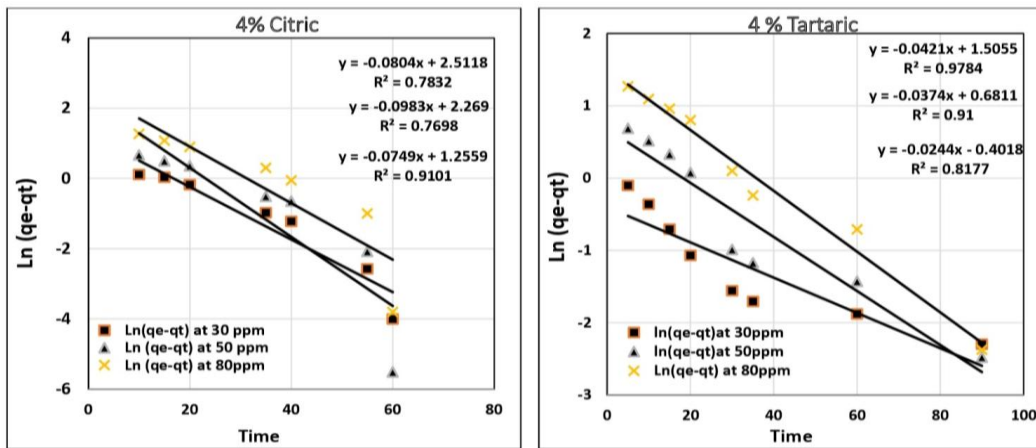 4% Citric
4
2
0
-2
-4
-6
0
20
40
60
80
Ln (qe-qt)
Time
y = -0.0804x + 2.5118
R² = 0.7832
y = -0.0983x + 2.269
R² = 0.7698
y = -0.0749x + 1.2559
R² = 0.9101
Ln(qe-qt) at 30 ppm
Ln (qe-qt) at 50 ppm
Ln (qe-qt) at 80ppm
4 % Tartaric
2
1
0
-1
-2
-3
0
20
40
60
80
100
Ln (qe-qt)
Time
y = -0.0421x + 1.5055
R² = 0.9784
y = -0.0374x + 0.6811
R² = 0.91
y = -0.0244x - 0.4018
R² = 0.8177
ln(qe-qt)at 30ppm
ln(qe-qt)at 50ppm
Ln(qe-qt) at 80ppm